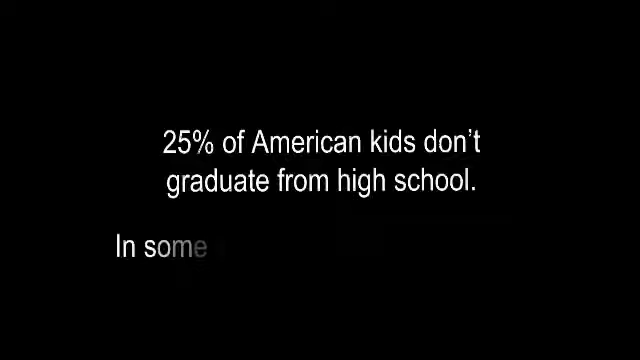 25% of American kids don’t
graduate from high school.
In some